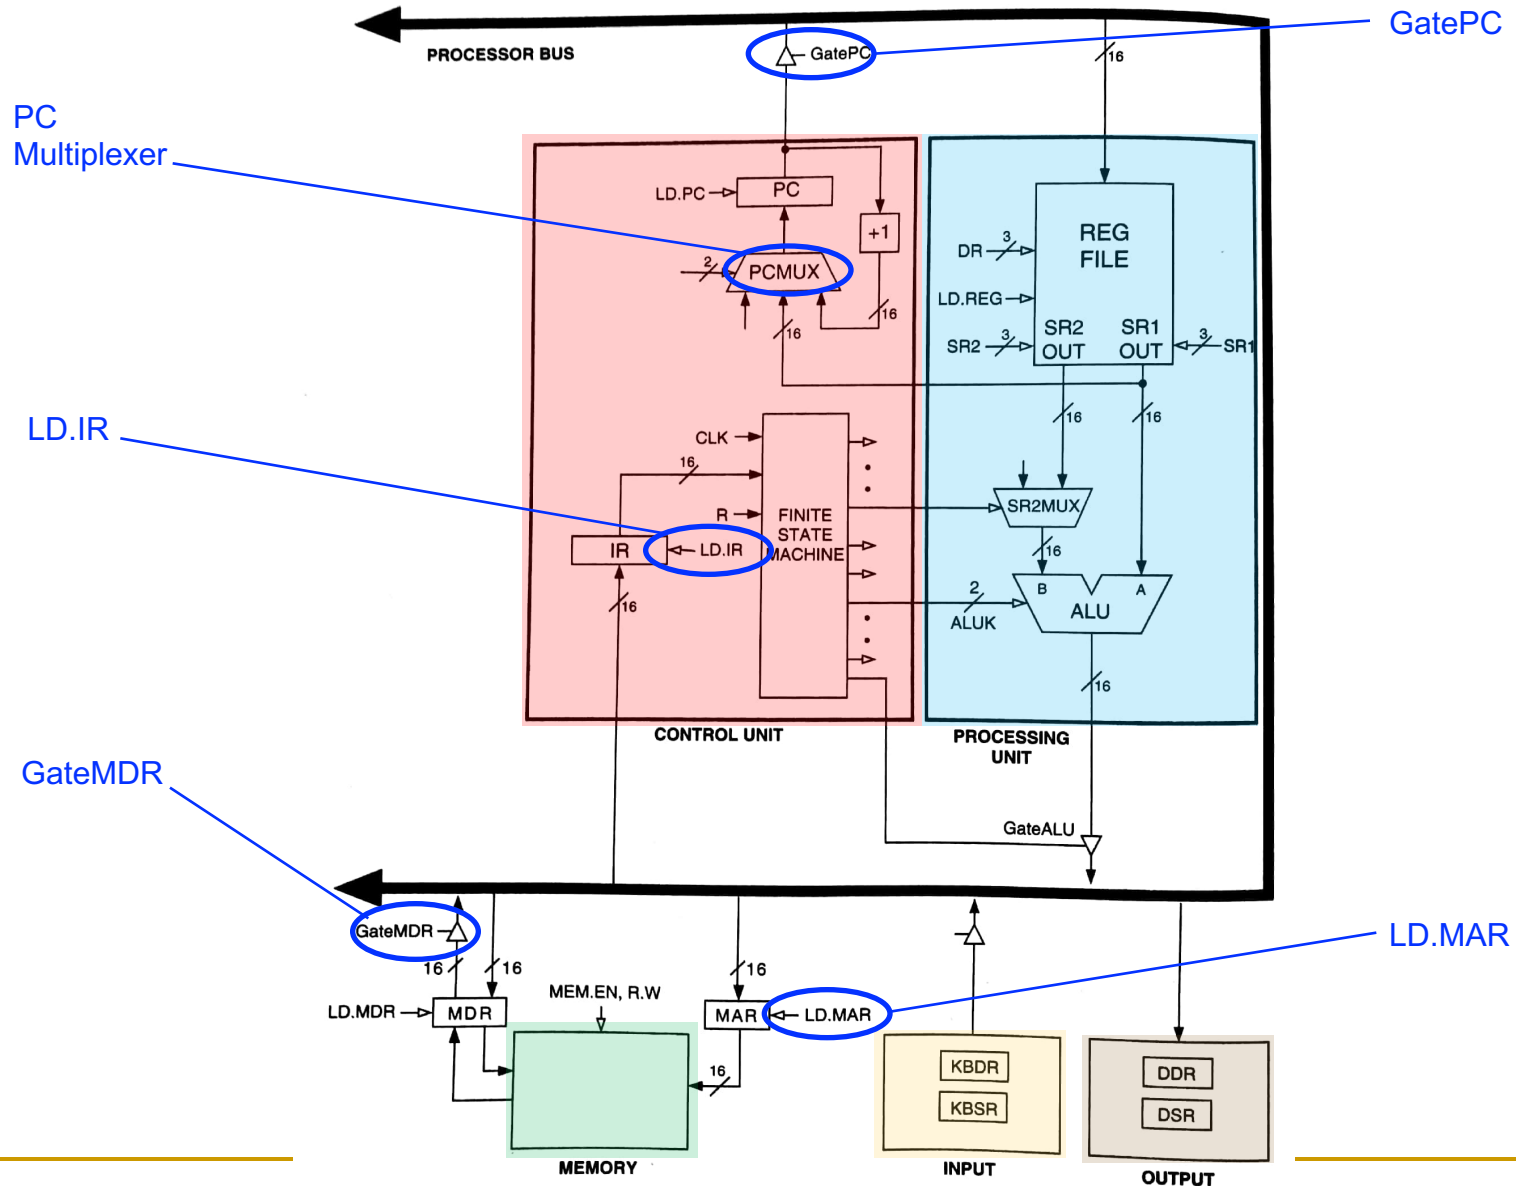 GatePC
PROCESSOR BUS
GatePC
16
PC
Multiplexer
LD.PC
PC
+1
REG
FILE
DR
3
2
PCMUX
LD.REG
16
16
SR2
3
SR2
OUT
SR1
OUT
3
SR1
LD.IR
16
16
CLK
16
R
FINITE
STATE
MACHINE
SR2MUX
IR
LD.IR
16
B
A
ALU
16
2
ALUK
16
CONTROL UNIT
PROCESSING
UNIT
GateMDR
GateALU
GateMDR
LD.MAR
16
16
16
MEM.EN, R.W
LD.MDR
MDR
MAR
LD.MAR
16
KBDR
KBSR
DDR
DSR
MEMORY
INPUT
OUTPUT